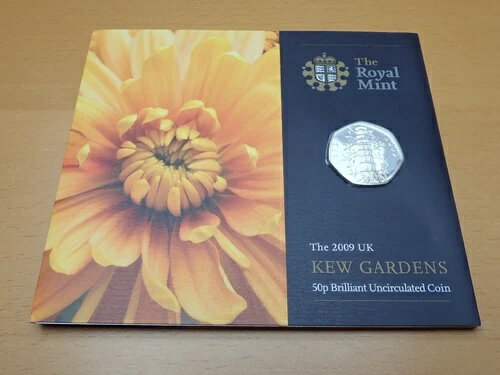 The
Royal
Mint
The 2009 UK
KEW GARDENS
50p Brilliant Uncirculated Coin